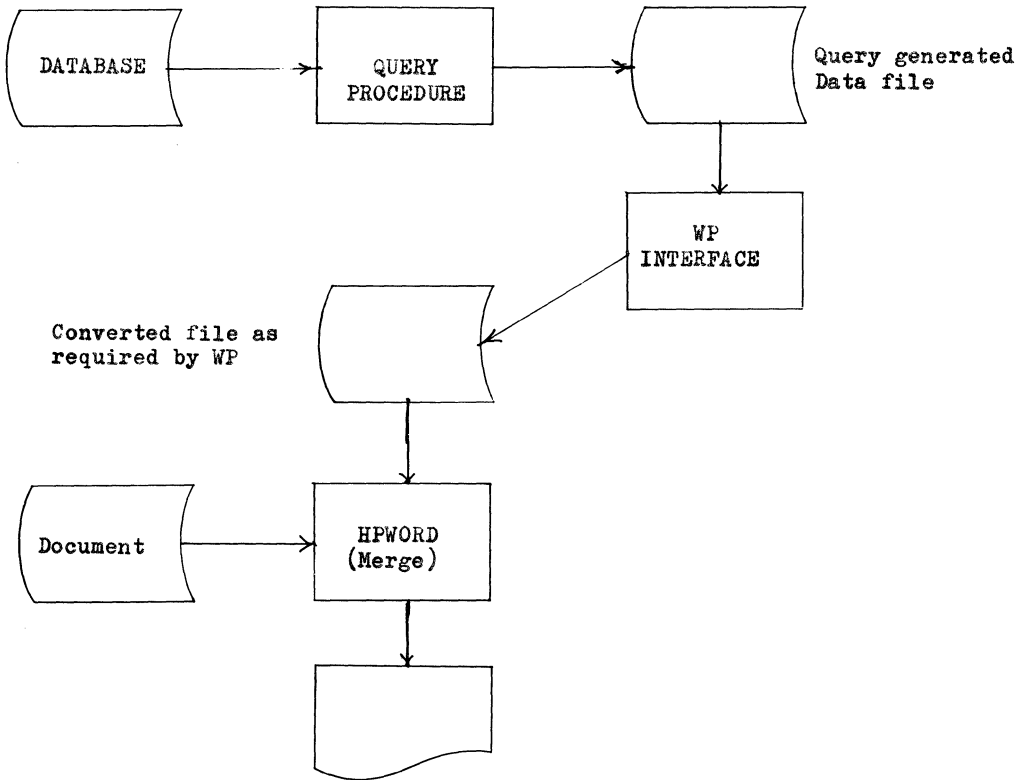 DATABASE
QUERY
PROCEDURE
Query generated
Data file
WP
INTERFACE
Converted file as
required by WP
Document
HPWORD
(Merge)